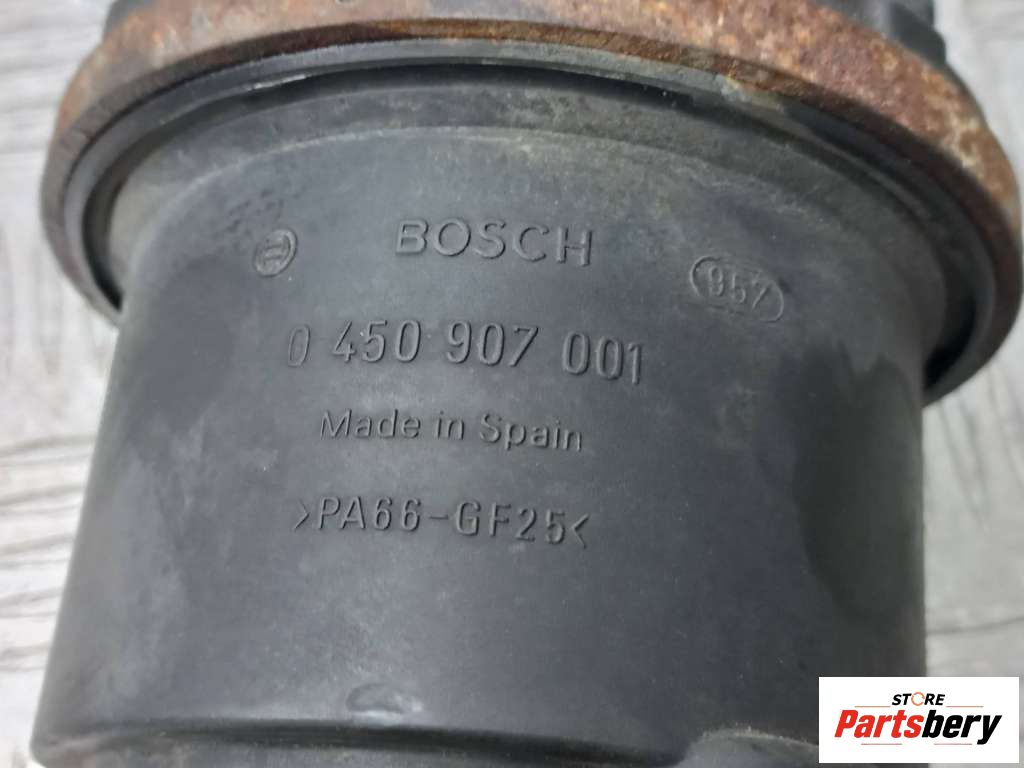 BOSCH
957
0 450 907 001
Made in Spain
>PA66-GF25<
STORE
Partsbery